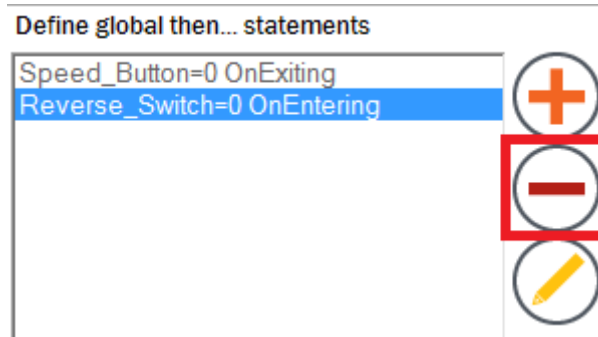 Define global then... statements
Speed_Button=0 OnExiting
Reverse_Switch=0 OnEntering